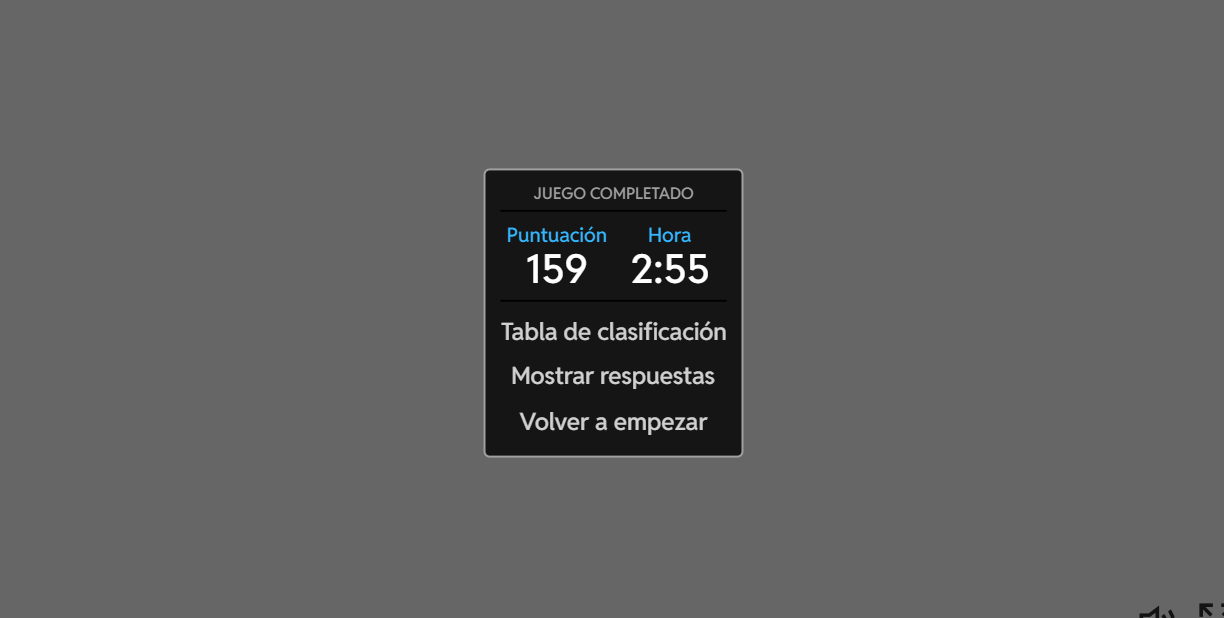 JUEGO COMPLETADO
Puntuación Hora
159 2:55
Tabla de clasificación
Mostrar respuestas
Volver a empezar